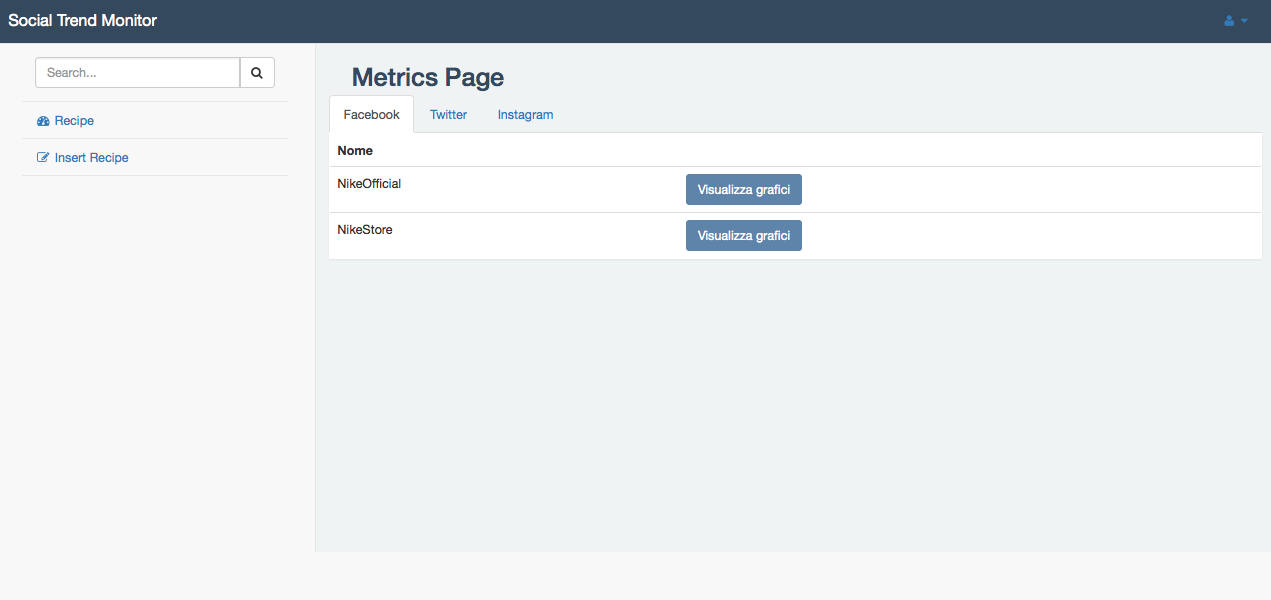 Social Trend Monitor
Search...
Recipe
Insert Recipe
Metrics Page
Facebook Twitter Instagram
Nome
NikeOfficial Visualizza grafici
NikeStore Visualizza grafici